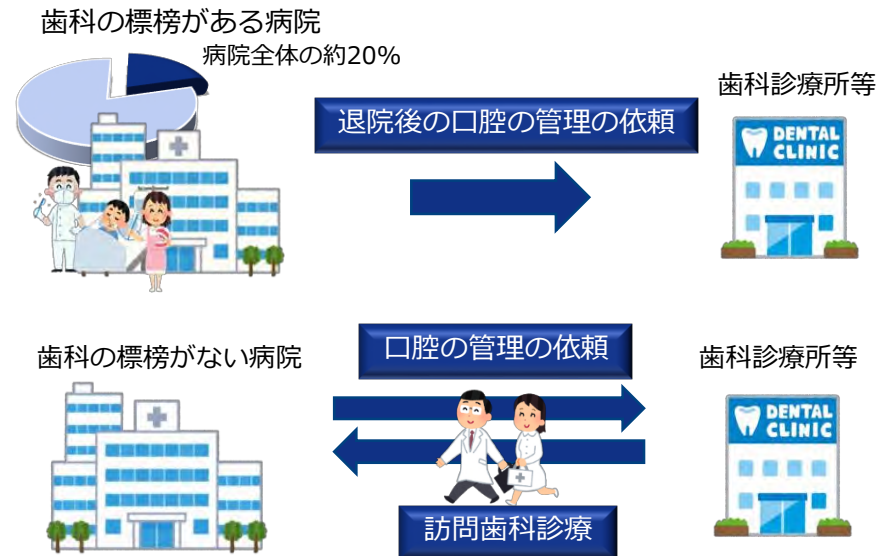 歯科の標榜がある病院
病院全体の約20%
退院後の口腔の管理の依頼
歯科診療所等
DENTAL
CLINIC
歯科の標榜がない病院
口腔の管理の依頼
歯科診療所等
DENTAL
CLINIC
訪問歯科診療